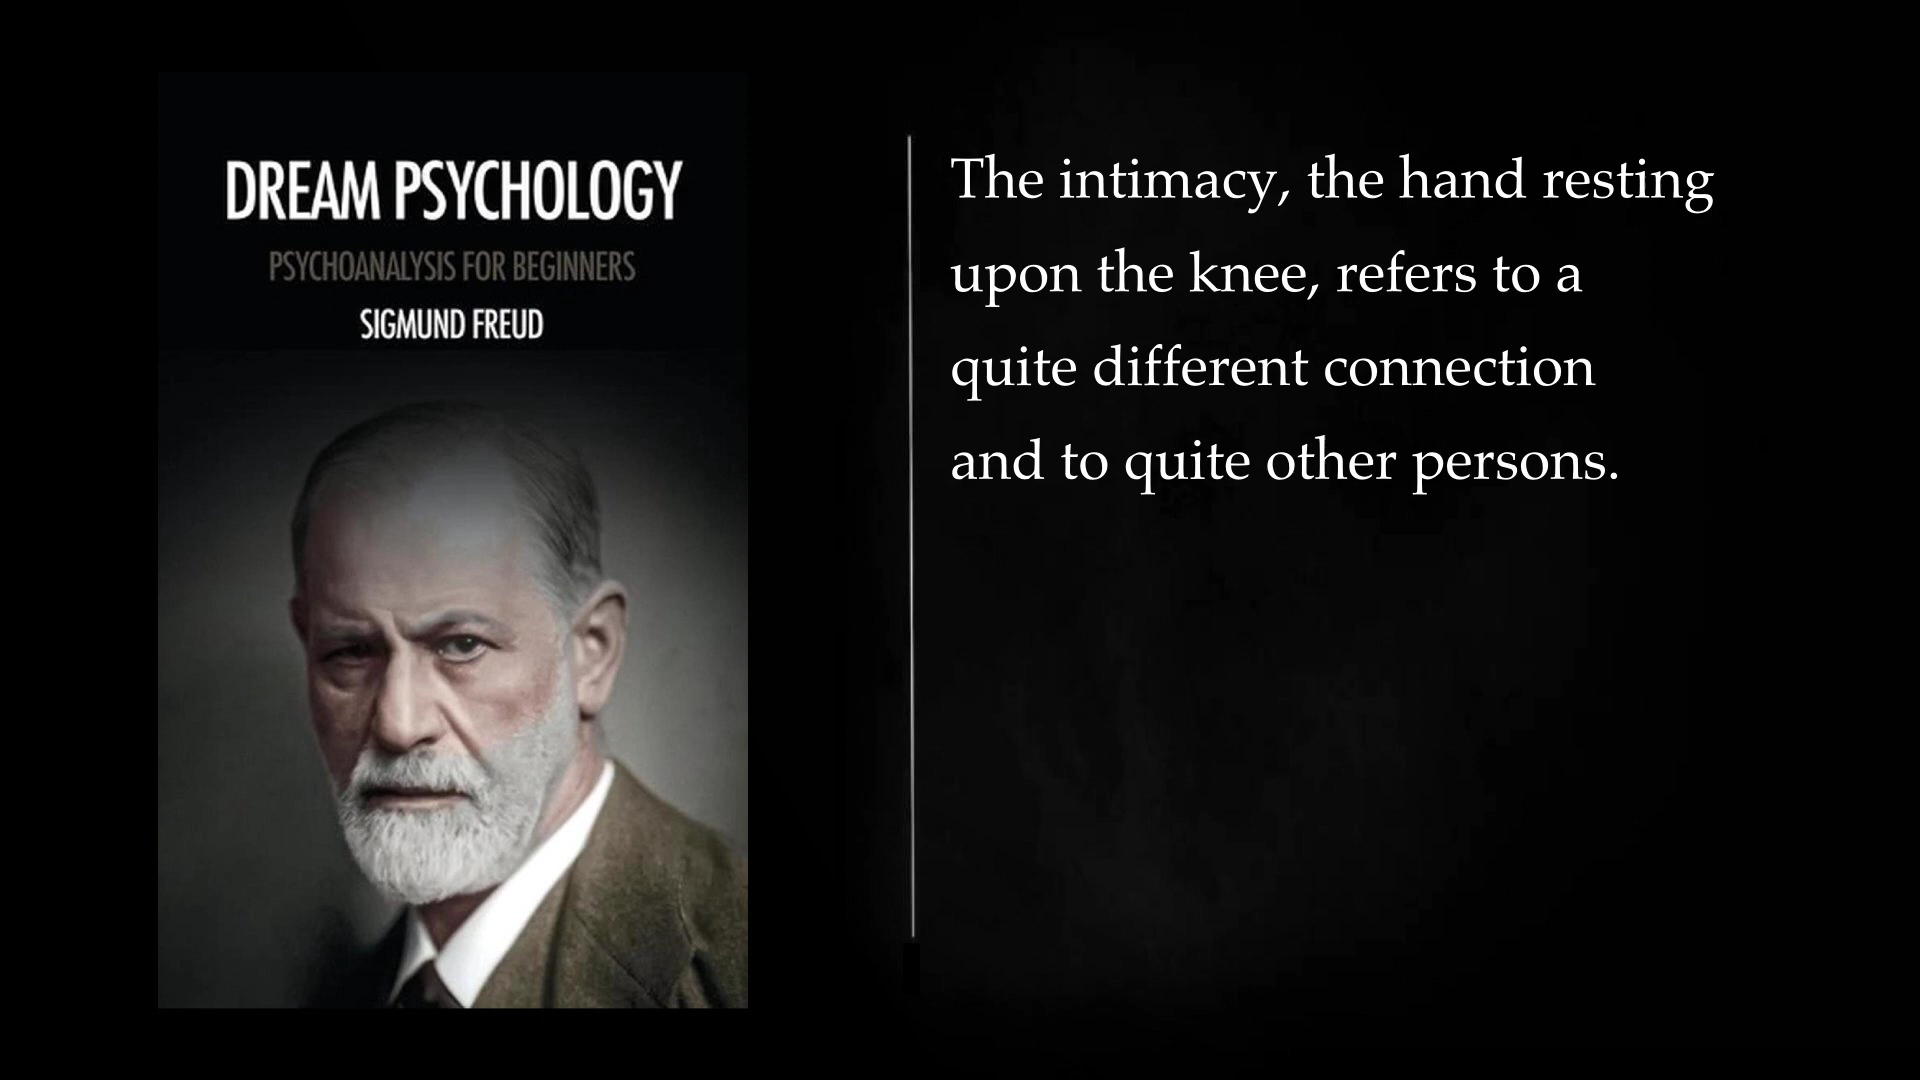 DREAM PSYCHOLOGY
PSYCHOANALYSIS FOR BEGINNERS
SIGMUND FREUD
The intimacy, the hand resting
upon the knee, refers to a
quite different connection
and to quite other persons.